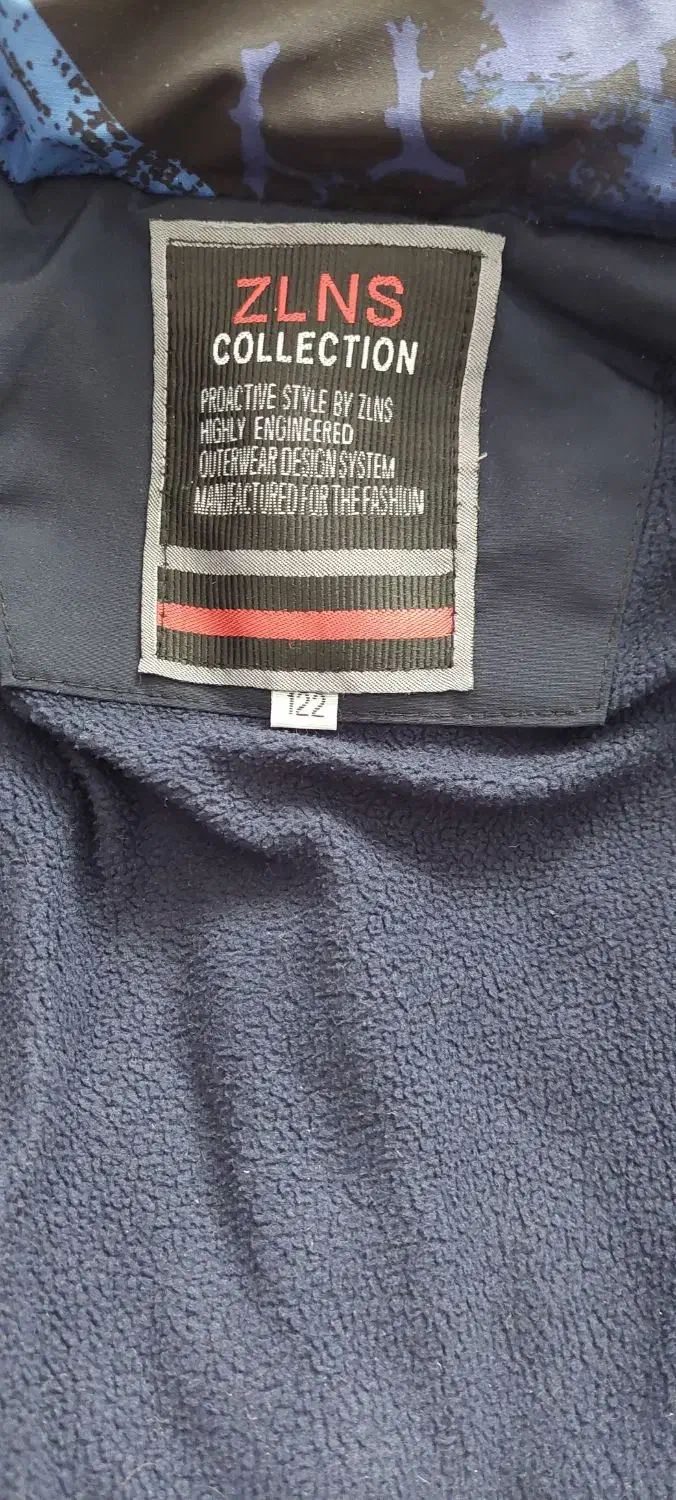 ZLNS
COLLECTION
PROACTIVE STYLE BY ZLNS
HIGHLY ENGINEERED
OUTERWEAR DESIGN SYSTEM
MANUFACTURED FOR THE FASHION
122